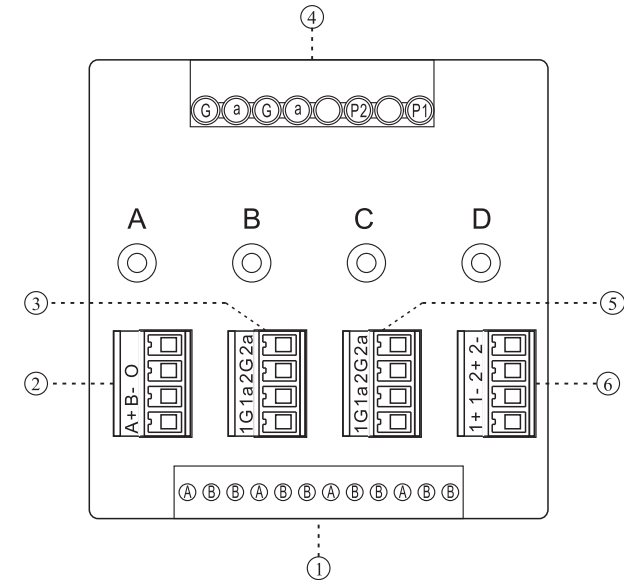 4
G a G a P2 P1
A B C D
3 5
2 6
A+ B- O
1G 1a 2G 2a
1G 1a 2G 2a
1+ 1- 2+ 2-
A B B A B B A B B A B B
1